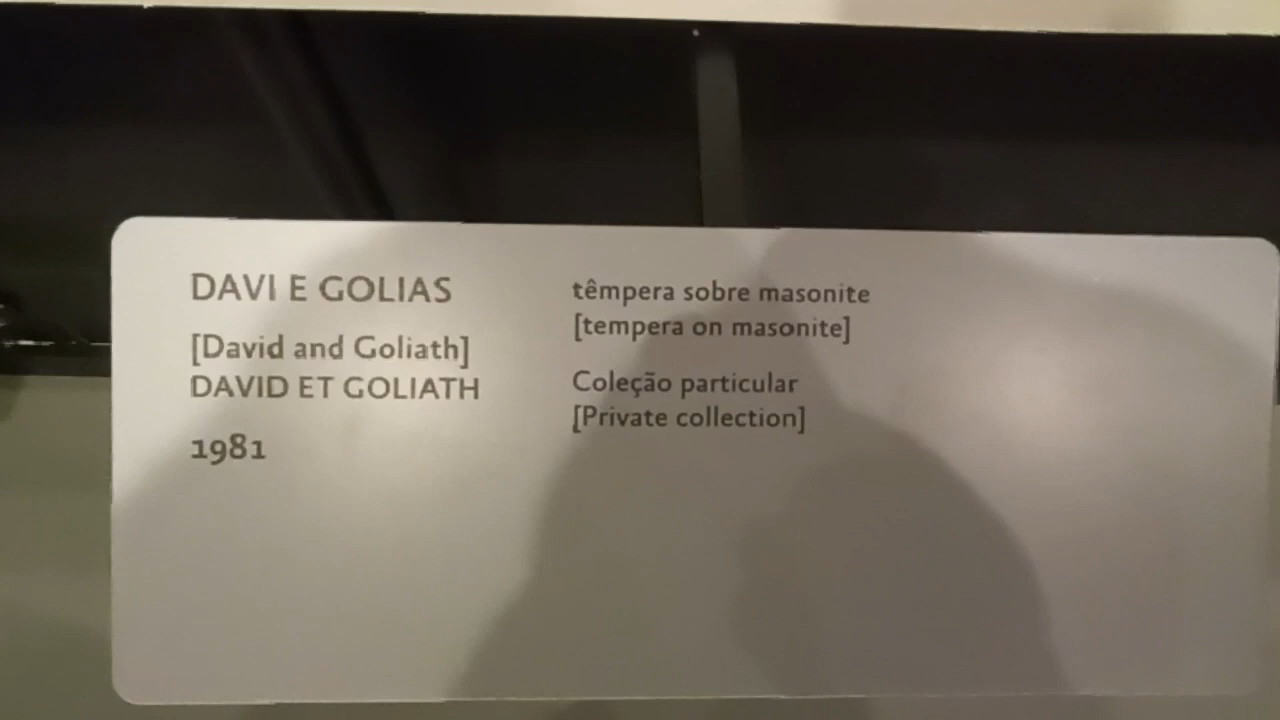 DAVI E GOLIAS
[David and Goliath]
DAVID ET GOLIATH
1981
têmpera sobre masonite
[tempera on masonite]
Coleção particular
[Private collection]